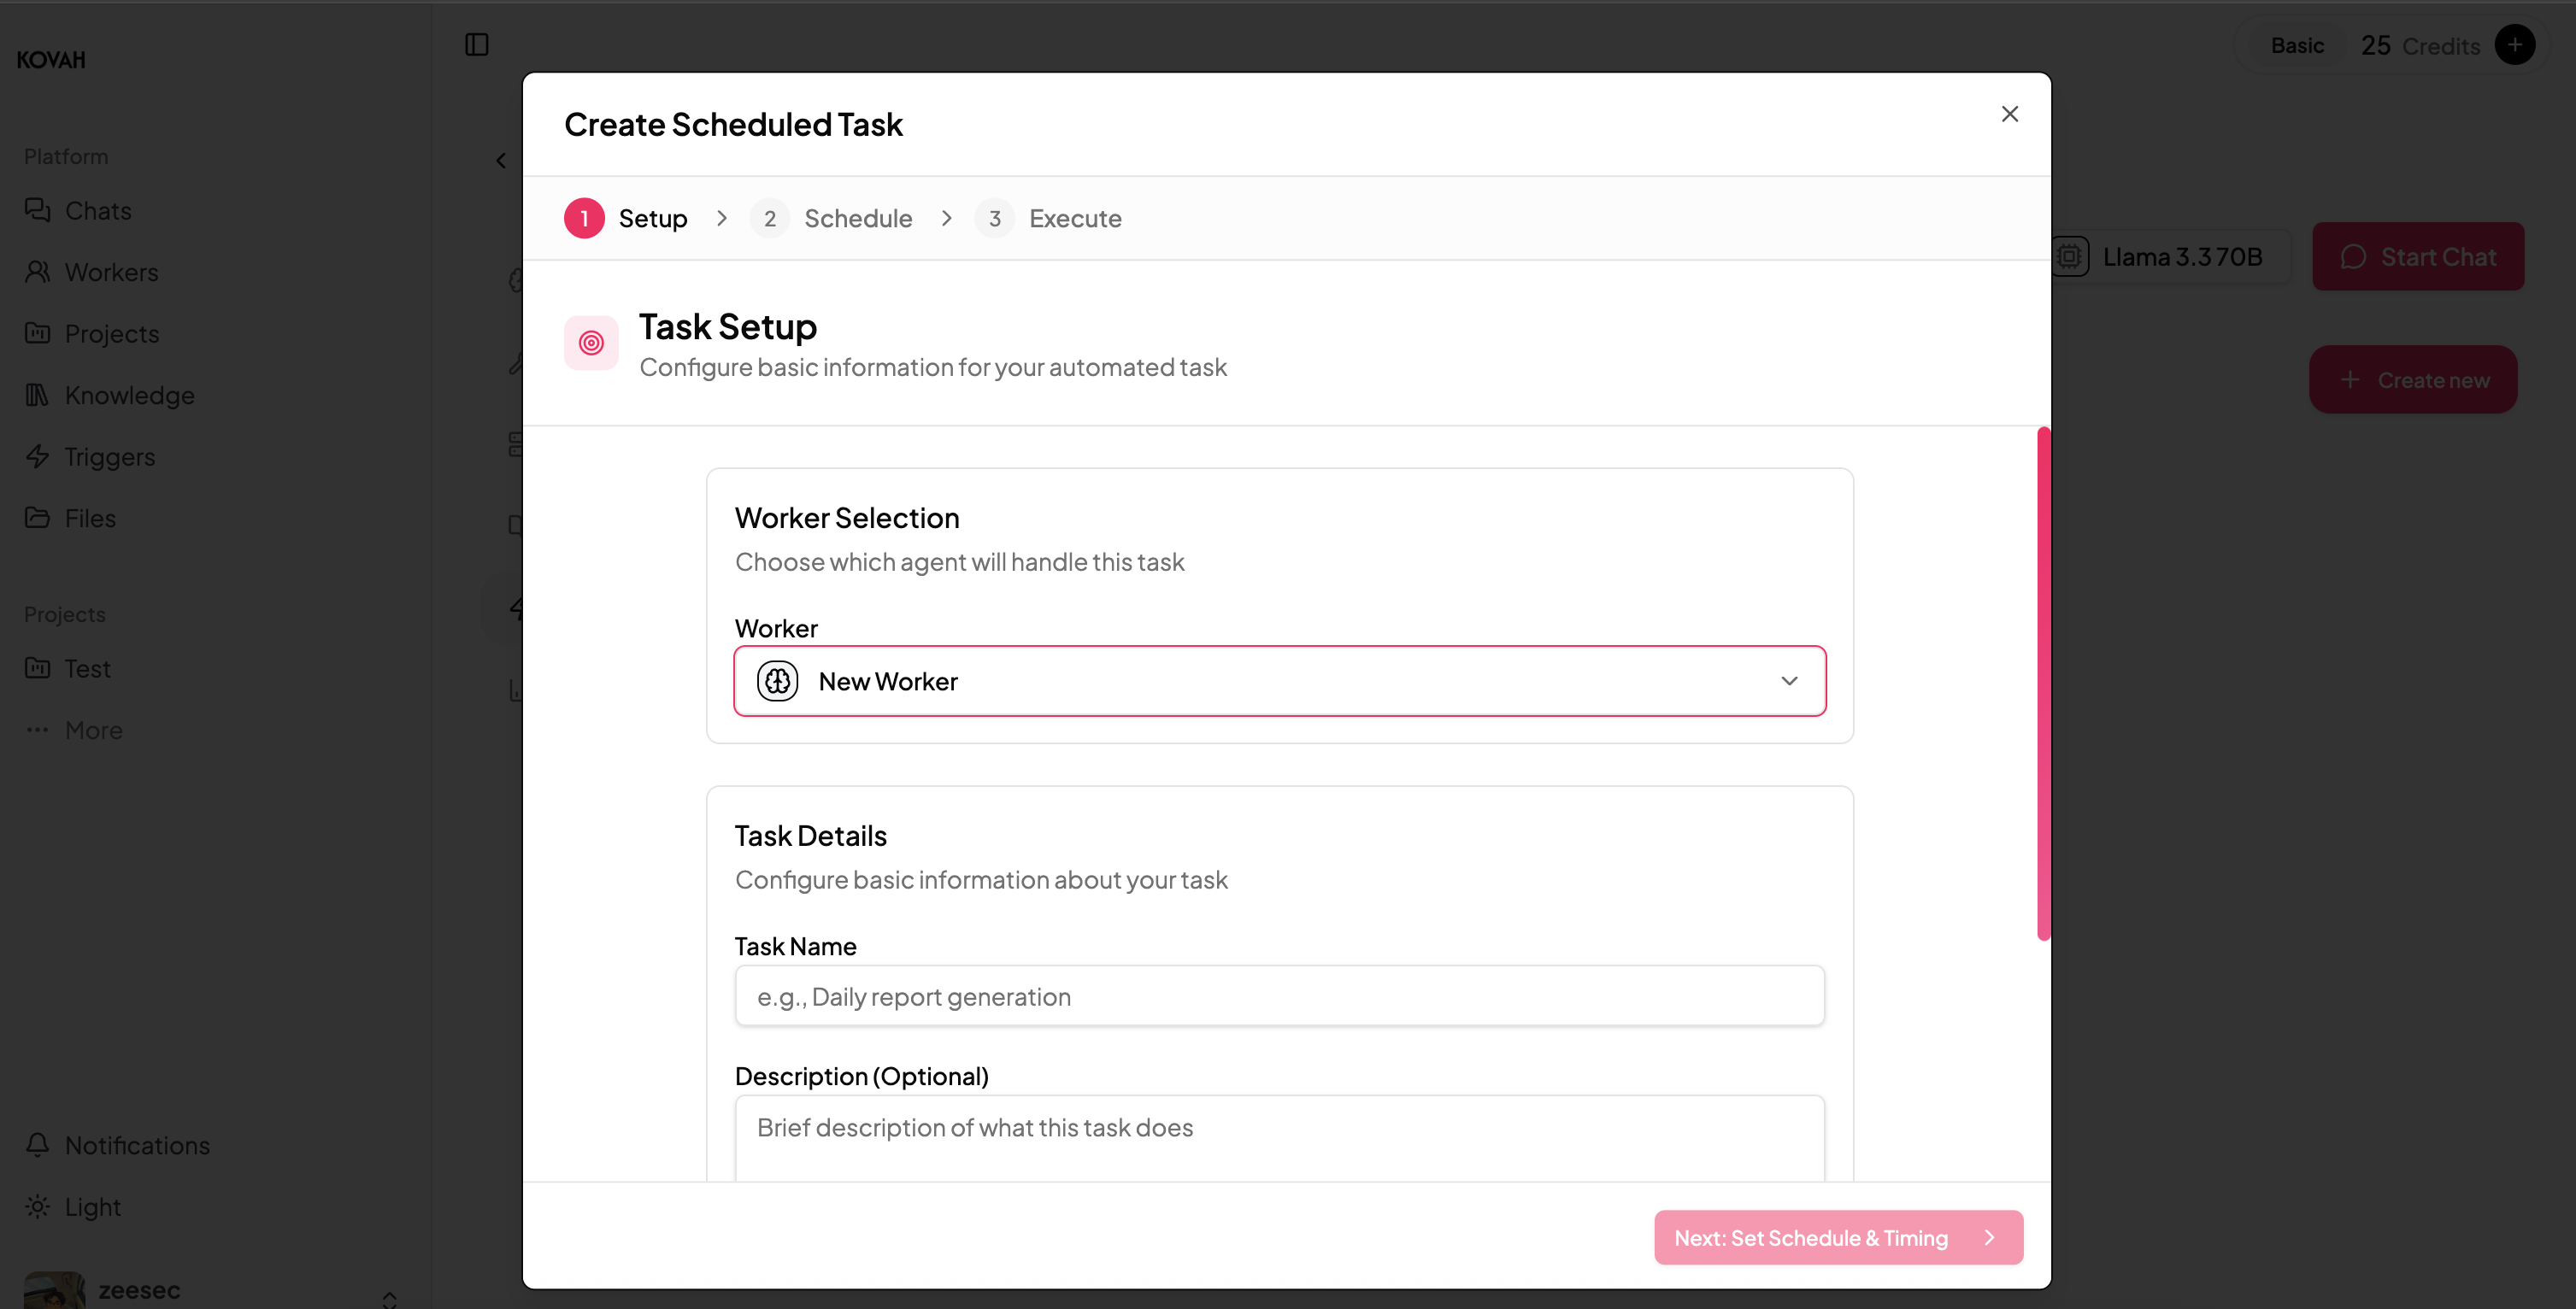 KOVAH
Platform
Chats
Workers
Projects
Knowledge
Triggers
Files
Projects
Test
More
Notifications
Light
zeesec
Basic 25 Credits
Llama 3.3 70B
Start Chat
Create new
Create Scheduled Task
1 Setup 2 Schedule 3 Execute
Task Setup
Configure basic information for your automated task
Worker Selection
Choose which agent will handle this task
Worker
New Worker
Task Details
Configure basic information about your task
Task Name
e.g., Daily report generation
Description (Optional)
Brief description of what this task does
Next: Set Schedule & Timing